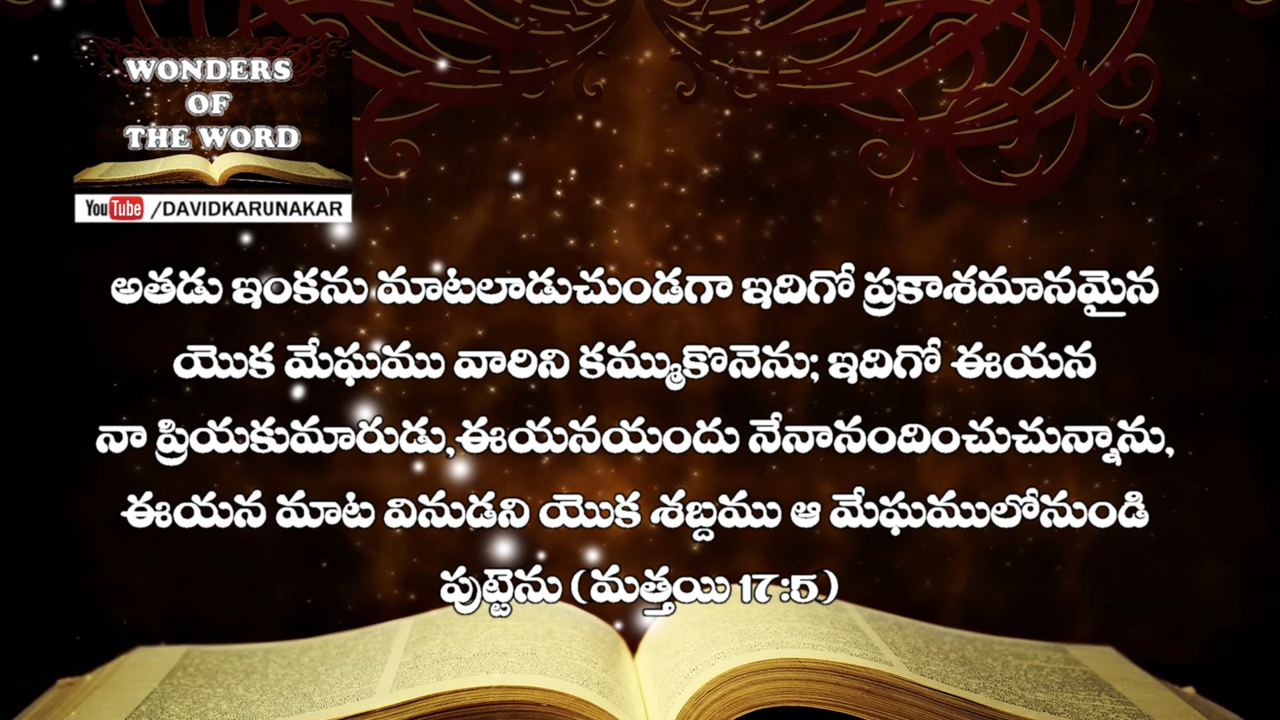 WONDERS
OF
THE WORD
YouTube /DAVIDKARUNAKAR
అతడు ఇంకను మాటలాడుచుండగా ఇదిగో ప్రకాశమానమైన
యొక మేఘము వారిని కమ్ముకొనెను; ఇదిగో ఈయన
నా ప్రియకుమారుడు,ఈయనయందు నేనానందించుచున్నాను,
ఈయన మాట వినుడని యొక శబ్దము ఆ మేఘములోనుండి
పుట్టెను (మత్తయి 17:5)